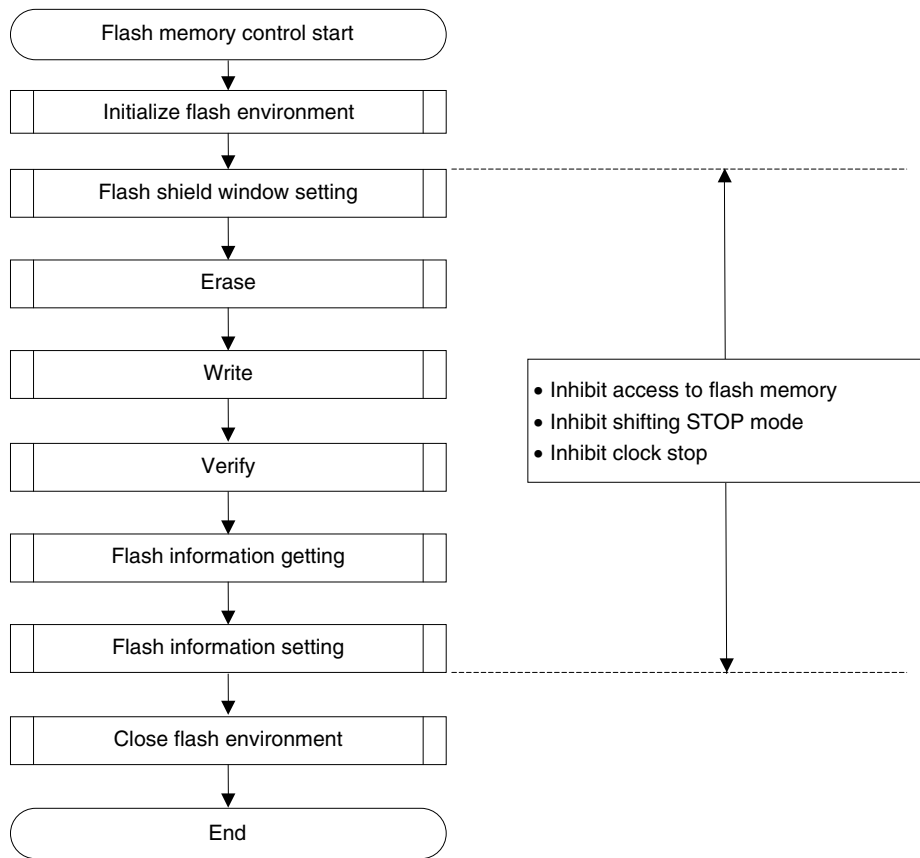 Flash memory control start
Initialize flash environment
Flash shield window setting
Erase
Write
Verify
Flash information getting
Flash information setting
Close flash environment
End
• Inhibit access to flash memory
• Inhibit shifting STOP mode
• Inhibit clock stop